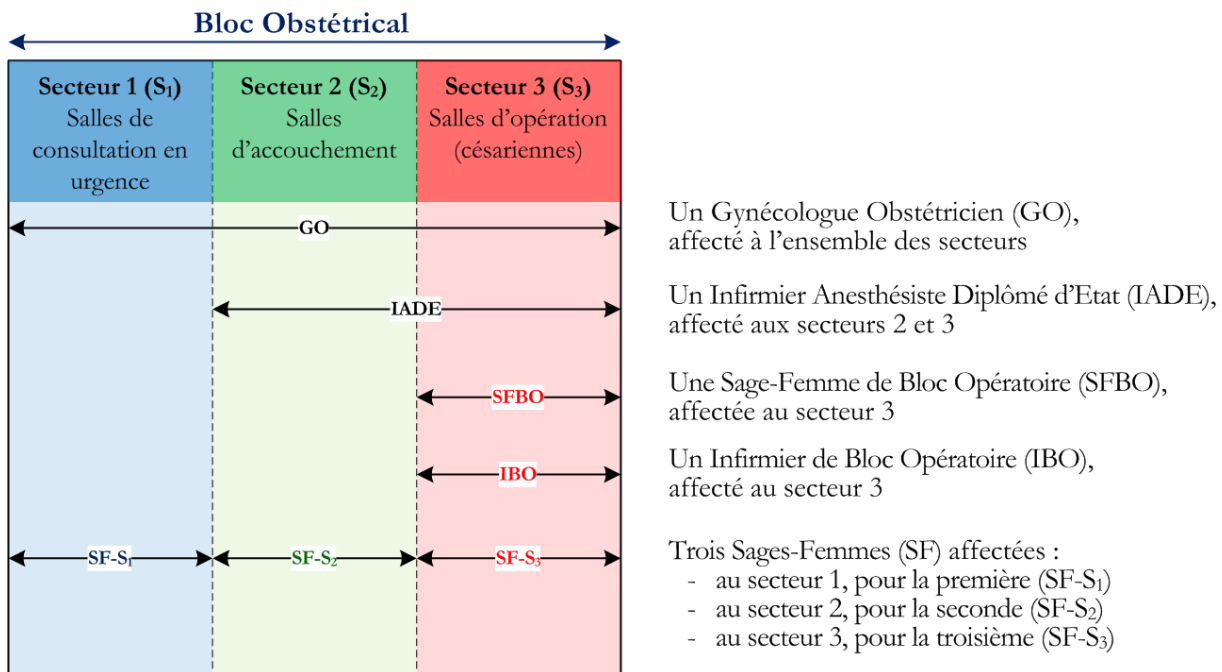 Bloc Obstétrical
Secteur 1 (S₁)
Salles de
consultation en
urgence
Secteur 2 (S₂)
Salles
d’accouchement
Secteur 3 (S₃)
Salles d’opération
(césariennes)
GO
Un Gynécologue Obstétricien (GO),
affecté à l’ensemble des secteurs
IADE
Un Infirmier Anesthésiste Diplômé d’Etat (IADE),
affecté aux secteurs 2 et 3
SFBO
Une Sage-Femme de Bloc Opératoire (SFBO),
affectée au secteur 3
IBO
Un Infirmier de Bloc Opératoire (IBO),
affecté au secteur 3
SF-S₁
SF-S₂
SF-S₃
Trois Sages-Femmes (SF) affectées :
- au secteur 1, pour la première (SF-S₁)
- au secteur 2, pour la seconde (SF-S₂)
- au secteur 3, pour la troisième (SF-S₃)